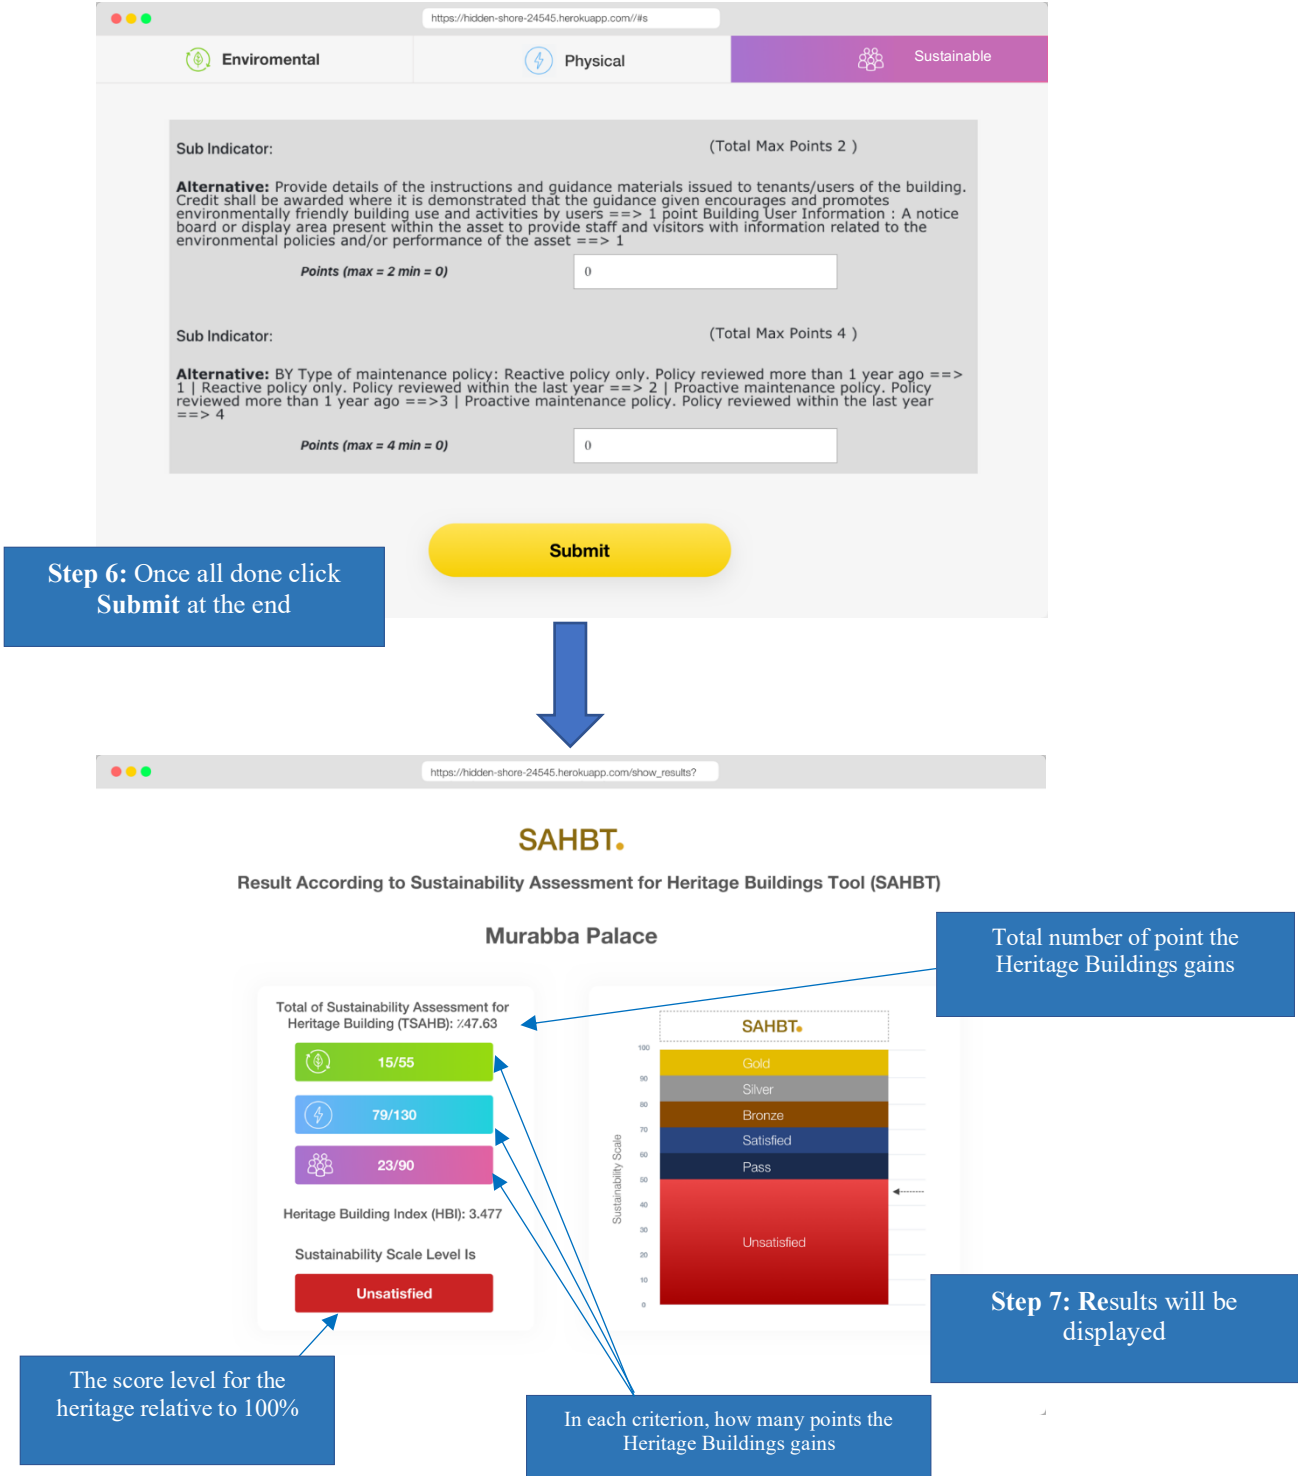 https://hidden-shore-24545.herokuapp.com//#s
Enviromental
Physical
Sustainable
Sub Indicator:
(Total Max Points 2 )
Alternative: Provide details of the instructions and guidance materials issued to tenants/users of the building.
Credit shall be awarded where it is demonstrated that the guidance given encourages and promotes
environmentally friendly building use and activities by users ==> 1 point Building User Information : A notice
board or display area present within the asset to provide staff and visitors with information related to the
environmental policies and/or performance of the asset ==> 1
Points (max = 2 min = 0)
0
Sub Indicator:
(Total Max Points 4 )
Alternative: BY Type of maintenance policy: Reactive policy only. Policy reviewed more than 1 year ago ==>
1 | Reactive policy only. Policy reviewed within the last year ==> 2 | Proactive maintenance policy. Policy
reviewed more than 1 year ago ==>3 | Proactive maintenance policy. Policy reviewed within the last year
==> 4
Points (max = 4 min = 0)
0
Submit
Step 6: Once all done click
Submit at the end
https://hidden-shore-24545.herokuapp.com/show_results?
SAHBT.
Result According to Sustainability Assessment for Heritage Buildings Tool (SAHBT)
Murabba Palace
Total number of point the
Heritage Buildings gains
Total of Sustainability Assessment for
Heritage Building (TSAHB): ٪47.63
15/55
79/130
23/90
Heritage Building Index (HBI): 3.477
Sustainability Scale Level Is
Unsatisfied
SAHBT.
Sustainability Scale
100
90
80
70
60
50
40
30
20
10
0
Gold
Silver
Bronze
Satisfied
Pass
Unsatisfied
Step 7: Results will be
displayed
The score level for the
heritage relative to 100%
In each criterion, how many points the
Heritage Buildings gains